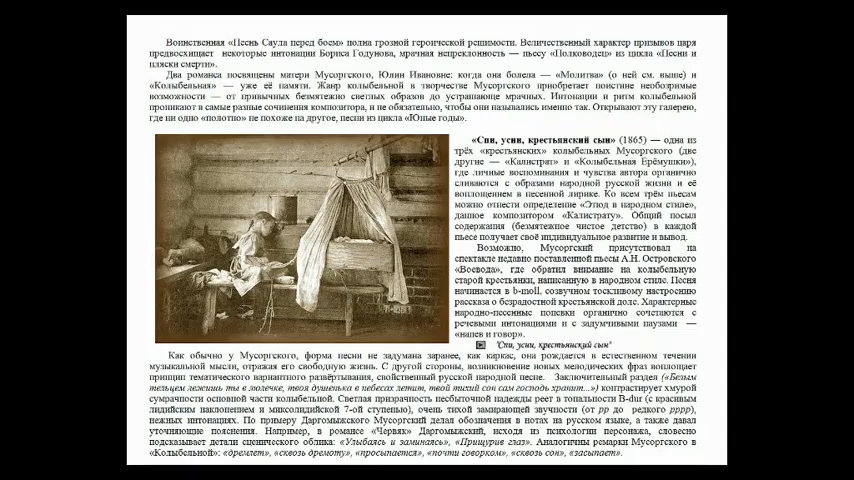 Воинственная «Песнь Саула перед боем» полна грозной героической решимости. Величественный характер призывов царя
предвосхищает некоторые интонации Бориса Годунова, мрачная непреклонность — пьесу «Полководец» из цикла «Песни и
пляски смерти».
Два романса посвящены матери Мусоргского, Юлии Ивановне: когда она болела — «Молитва» (о ней см. выше) и
«Колыбельная» — уже её памяти. Жанр колыбельной в творчестве Мусоргского приобретает поистине необозримые
возможности — от привычных безмятежно светлых образов до устрашающе мрачных. Интонации и ритм колыбельной
проникают в самые разные сочинения композитора, и не обязательно, чтобы они назывались именно так. Открывают эту галерею,
где ни одно «полотно» не похоже на другое, песни из цикла «Юные годы».
«Спи, усни, крестьянский сын» (1865) — одна из
трёх «крестьянских» колыбельных Мусоргского (две
другие — «Калистрат» и «Колыбельная Ерёмушки»),
где личные воспоминания и чувства автора органично
сливаются с образами народной русской жизни и её
воплощением в песенной лирике. Ко всем трём пьесам
можно отнести определение «Этюд в народном стиле»,
данное композитором «Калистрату». Общий посыл
содержания (безмятежное чистое детство) в каждой
пьесе получает своё индивидуальное развитие и вывод.
Возможно, Мусоргский присутствовал на
спектакле недавно поставленной пьесы А.Н. Островского
«Воевода», где обратил внимание на колыбельную
старой крестьянки, написанную в народном стиле. Песня
начинается в b-moll, созвучном тоскливому настроению
рассказа о безрадостной крестьянской доле. Характерные
народно-песенные попевки органично сочетаются с
речевыми интонациями и с задумчивыми паузами —
«напев и говор».
"Спи, усни, крестьянский сын"
Как обычно у Мусоргского, форма песни не задумана заранее, как каркас, она рождается в естественном течении
музыкальной мысли, отражая его свободную жизнь. С другой стороны, возникновение новых мелодических фраз воплощает
принцип тематического вариантного развёртывания, свойственный русской народной песне. Заключительный раздел («Белым
тельцем лежишь ты в люлечке, твоя душенька в небесах летит, твой тихий сон сам господь хранит...») контрастирует хмурой
сумрачности основной части колыбельной. Светлая призрачность несбыточной надежды реет в тональности B-dur (с красивым
лидийским наклонением и миксолидийской 7-ой ступенью), очень тихой замирающей звучности (от pp до редкого pppp),
нежных интонациях. По примеру Даргомыжского Мусоргский делал обозначения в нотах на русском языке, а также давал
уточняющие пояснения. Например, в романсе «Червяк» Даргомыжский, исходя из психологии персонажа, словесно
подсказывает детали сценического облика: «Улыбаясь и заминаясь», «Прищурив глаз». Аналогичны ремарки Мусоргского в
«Колыбельной»: «дремлет», «сквозь дремоту», «просыпается», «почти говорком», «сквозь сон», «засыпает».